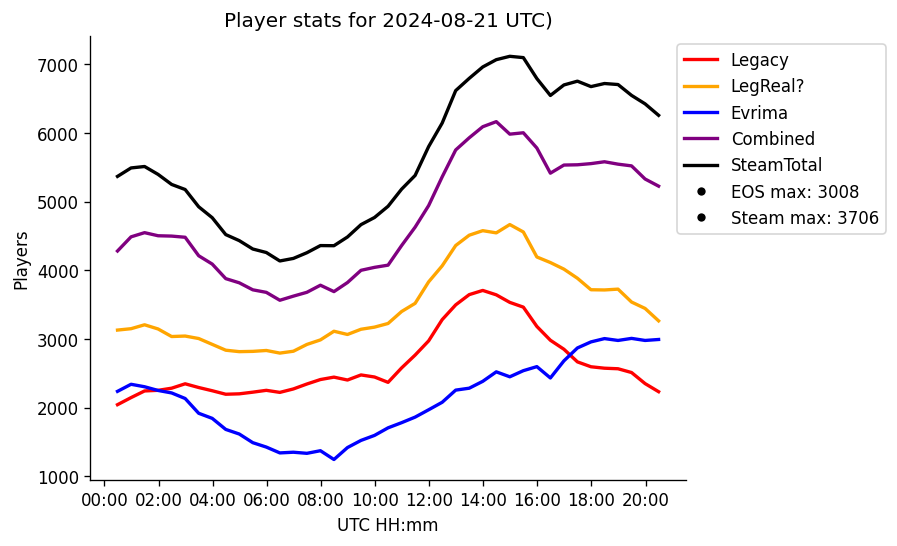 Player stats for 2024-08-21 UTC)
Players
7000
6000
5000
4000
3000
2000
1000
00:00 02:00 04:00 06:00 08:00 10:00 12:00 14:00 16:00 18:00 20:00
UTC HH:mm
Legacy
LegReal?
Evrima
Combined
SteamTotal
EOS max: 3008
Steam max: 3706